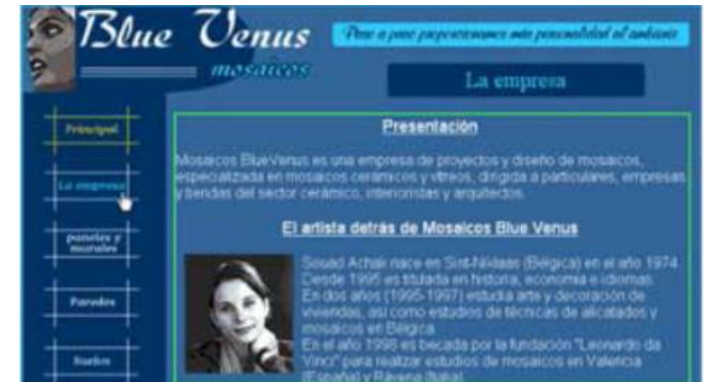 Blue Venus
mosaicos
Paso a paso proporcionamos más personalidad al ambiente
La empresa
Principal
La empresa
paneles y
murales
Paredes
Suelos
Presentación
Mosaicos BlueVenus es una empresa de proyectos y diseño de mosaicos,
especializada en mosaicos cerámicos y vítreos, dirigida a particulares, empresas
y tiendas del sector cerámico, interioristas y arquitectos.
El artista detrás de Mosaicos Blue Venus
Souad Achak nace en Sint-Niklaas (Bélgica) en el año 1974.
Desde 1995 es titulada en historia, economía e idiomas.
En dos años (1995-1997) estudia arte y decoración de
viviendas, así como estudios de técnicas de alicatados y
mosaicos en Bélgica.
En el año 1998 es becada por la fundación "Leonardo da
Vinci" para realizar estudios de mosaicos en Valencia
(España) y Rávena (Italia).